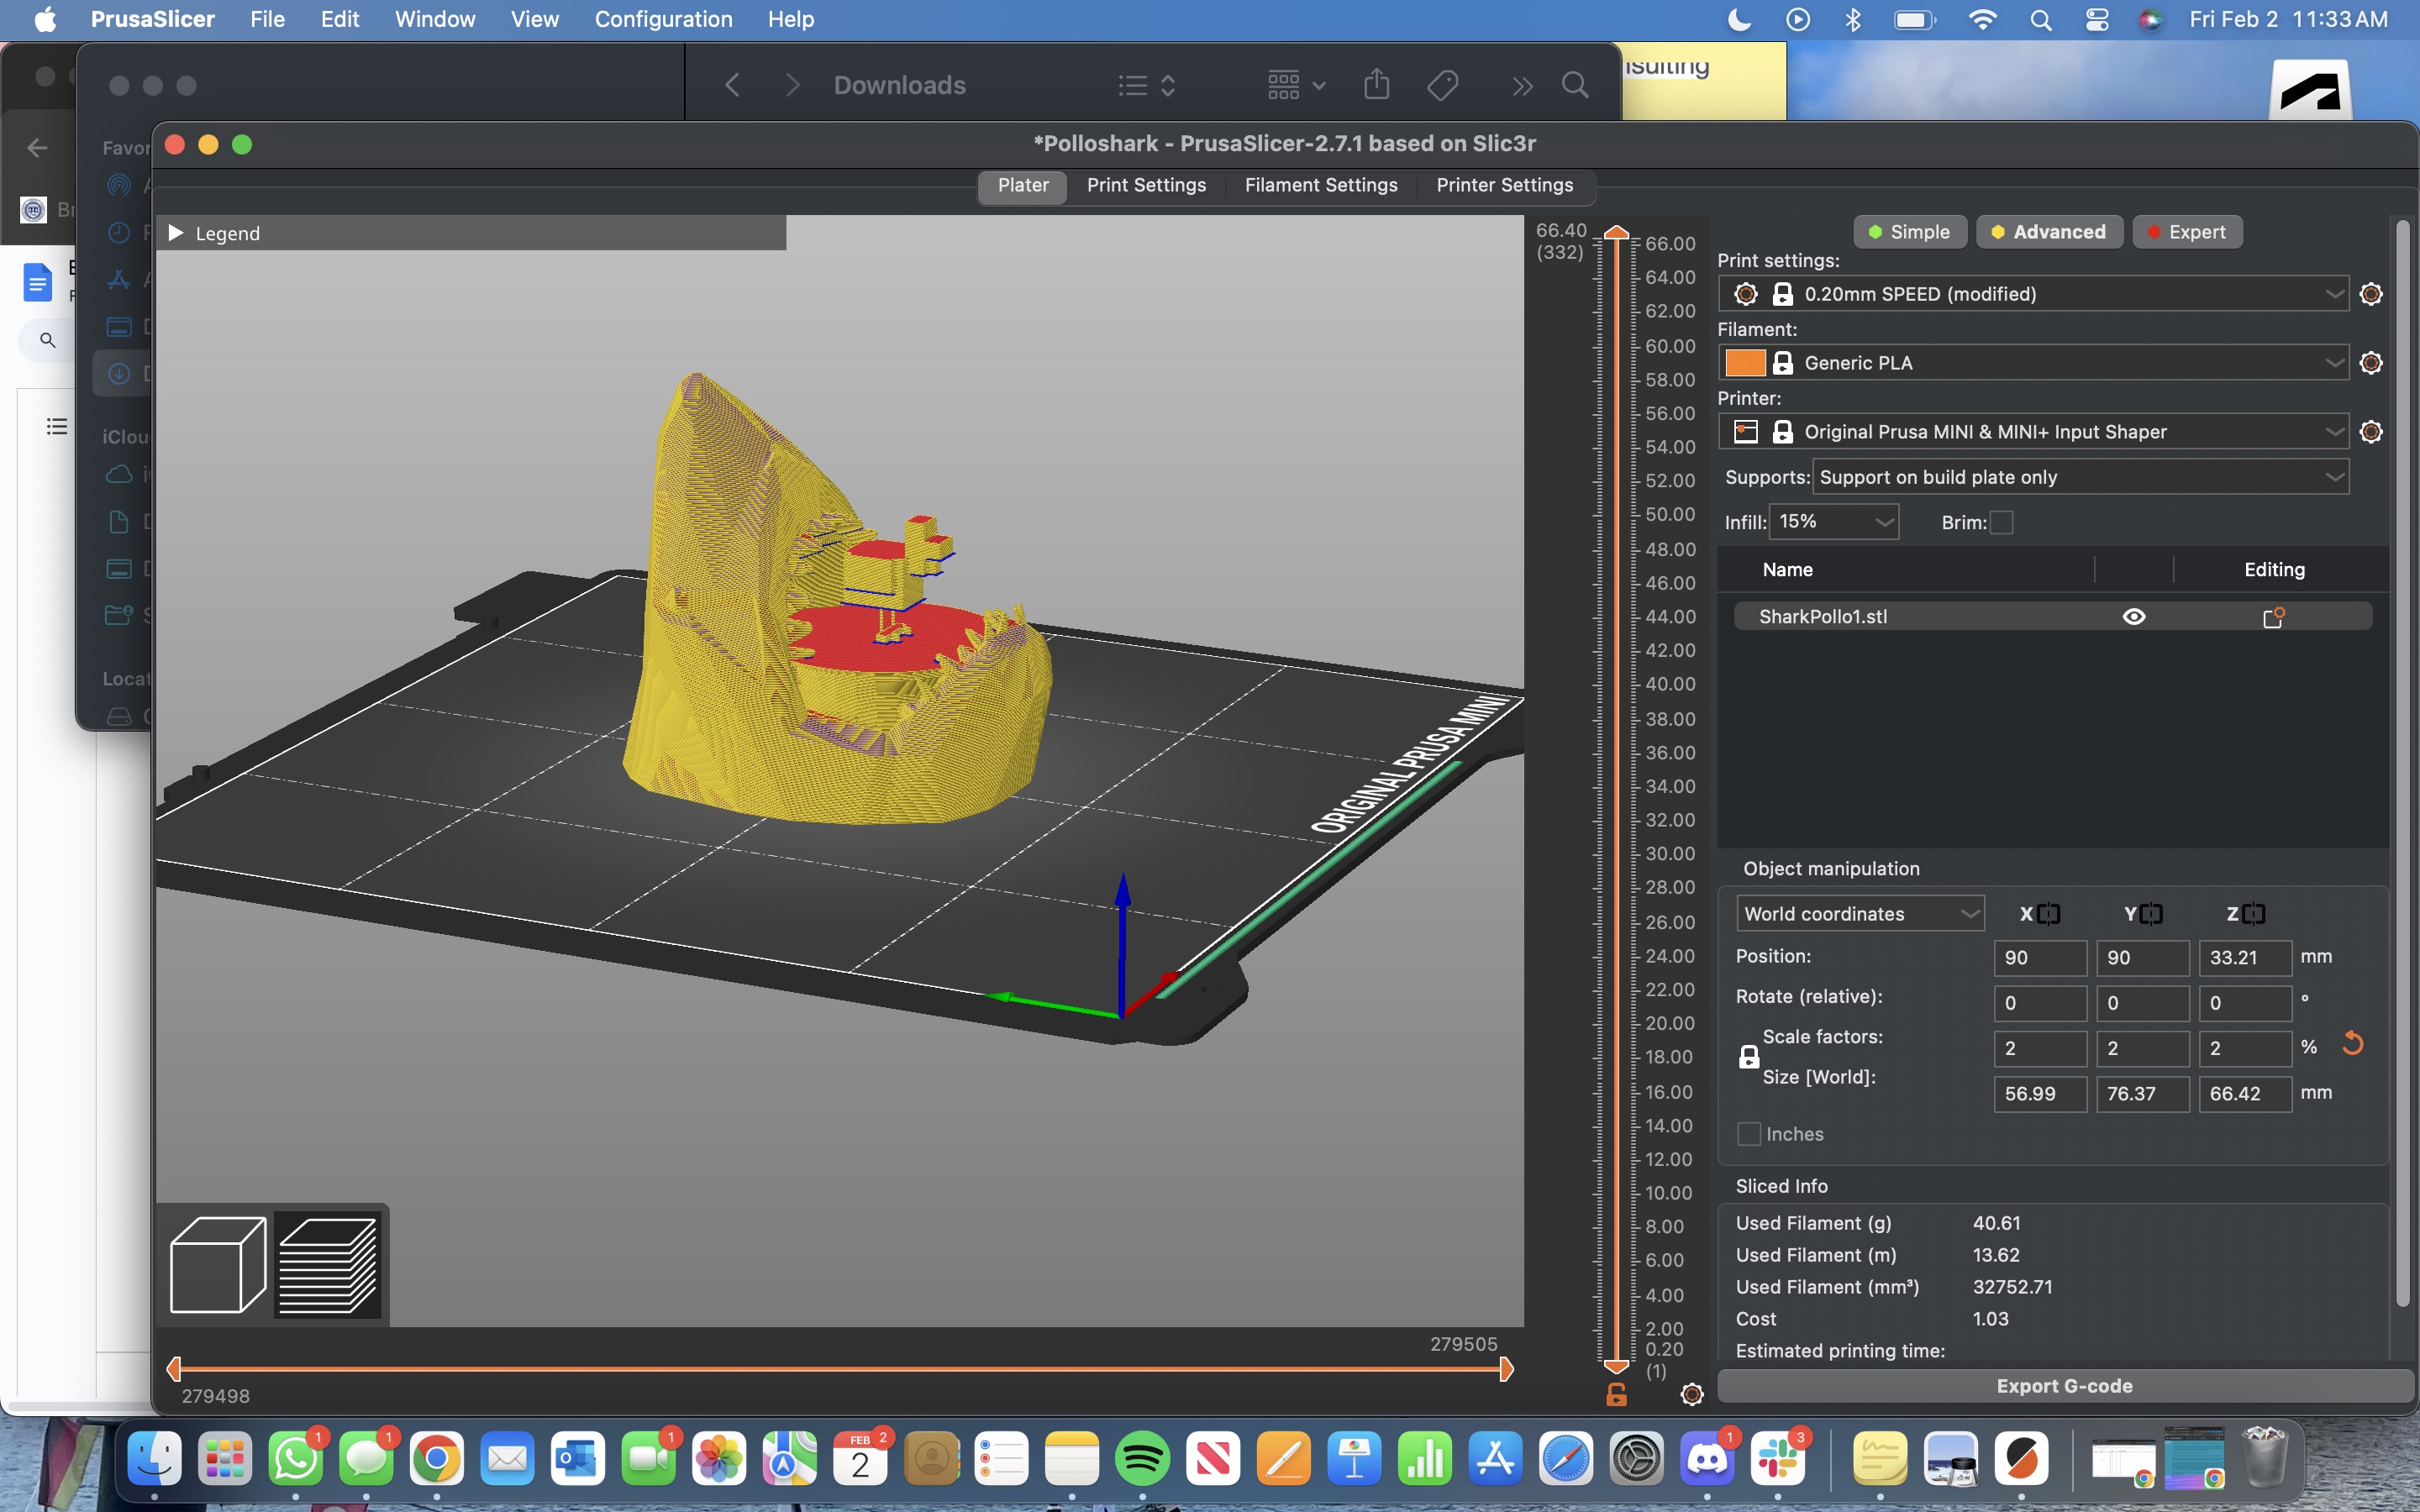 PrusaSlicer File Edit Window View Configuration Help Fri Feb 2 11:33 AM
Downloads
nsulting
Favor
*Polloshark - PrusaSlicer-2.7.1 based on Slic3r
Plater Print Settings Filament Settings Printer Settings
Br
Legend
iClou
Locat
66.40
(332)
66.00
64.00
62.00
60.00
58.00
56.00
54.00
52.00
50.00
48.00
46.00
44.00
42.00
40.00
38.00
36.00
34.00
32.00
30.00
28.00
26.00
24.00
22.00
20.00
18.00
16.00
14.00
12.00
10.00
8.00
6.00
4.00
2.00
0.20
(1)
ORIGINAL PRUSA MINI
279505
279498
Simple Advanced Expert
Print settings:
0.20mm SPEED (modified)
Filament:
Generic PLA
Printer:
Original Prusa MINI & MINI+ Input Shaper
Supports: Support on build plate only
Infill: 15% Brim:
Name Editing
SharkPollo1.stl
Object manipulation
World coordinates X Y Z
Position: 90 90 33.21 mm
Rotate (relative): 0 0 0 °
Scale factors: 2 2 2 %
Size [World]: 56.99 76.37 66.42 mm
Inches
Sliced Info
Used Filament (g) 40.61
Used Filament (m) 13.62
Used Filament (mm³) 32752.71
Cost 1.03
Estimated printing time:
Export G-code
1 1 1 FEB 2 1 3
2